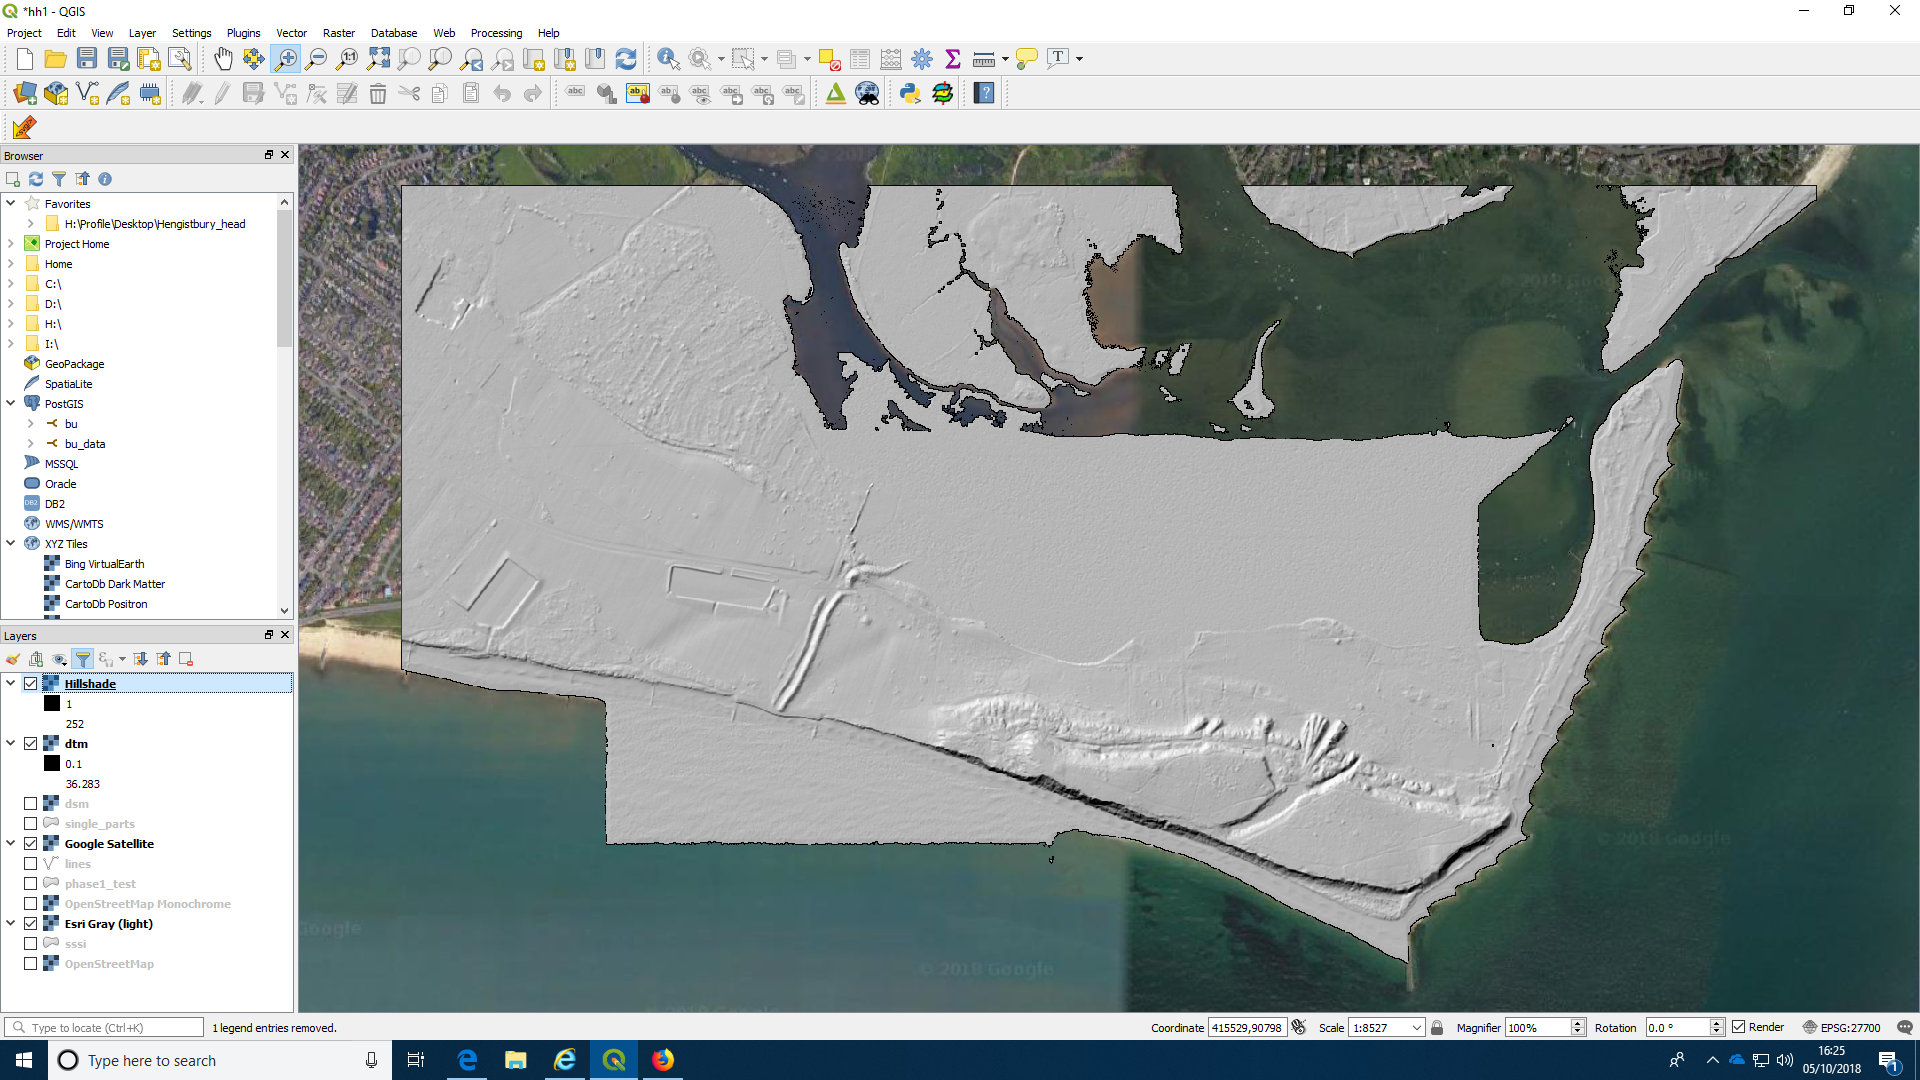 *hh1 - QGIS
Project Edit View Layer Settings Plugins Vector Raster Database Web Processing Help
Browser
Favorites
H:\Profile\Desktop\Hengistbury_head
Project Home
Home
C:\
D:\
H:\
I:\
GeoPackage
SpatiaLite
PostGIS
bu
bu_data
MSSQL
Oracle
DB2
WMS/WMTS
XYZ Tiles
Bing VirtualEarth
CartoDb Dark Matter
CartoDb Positron
Layers
Hillshade
1
252
dtm
0.1
36.283
dsm
single_parts
Google Satellite
lines
phase1_test
OpenStreetMap Monochrome
Esri Gray (light)
sssi
OpenStreetMap
Google
© 2018 Google
© 2018 Google
Type to locate (Ctrl+K)
1 legend entries removed.
Coordinate 415529,90798 Scale 1:8527 Magnifier 100% Rotation 0.0 ° Render EPSG:27700
Type here to search
16:25
05/10/2018
1